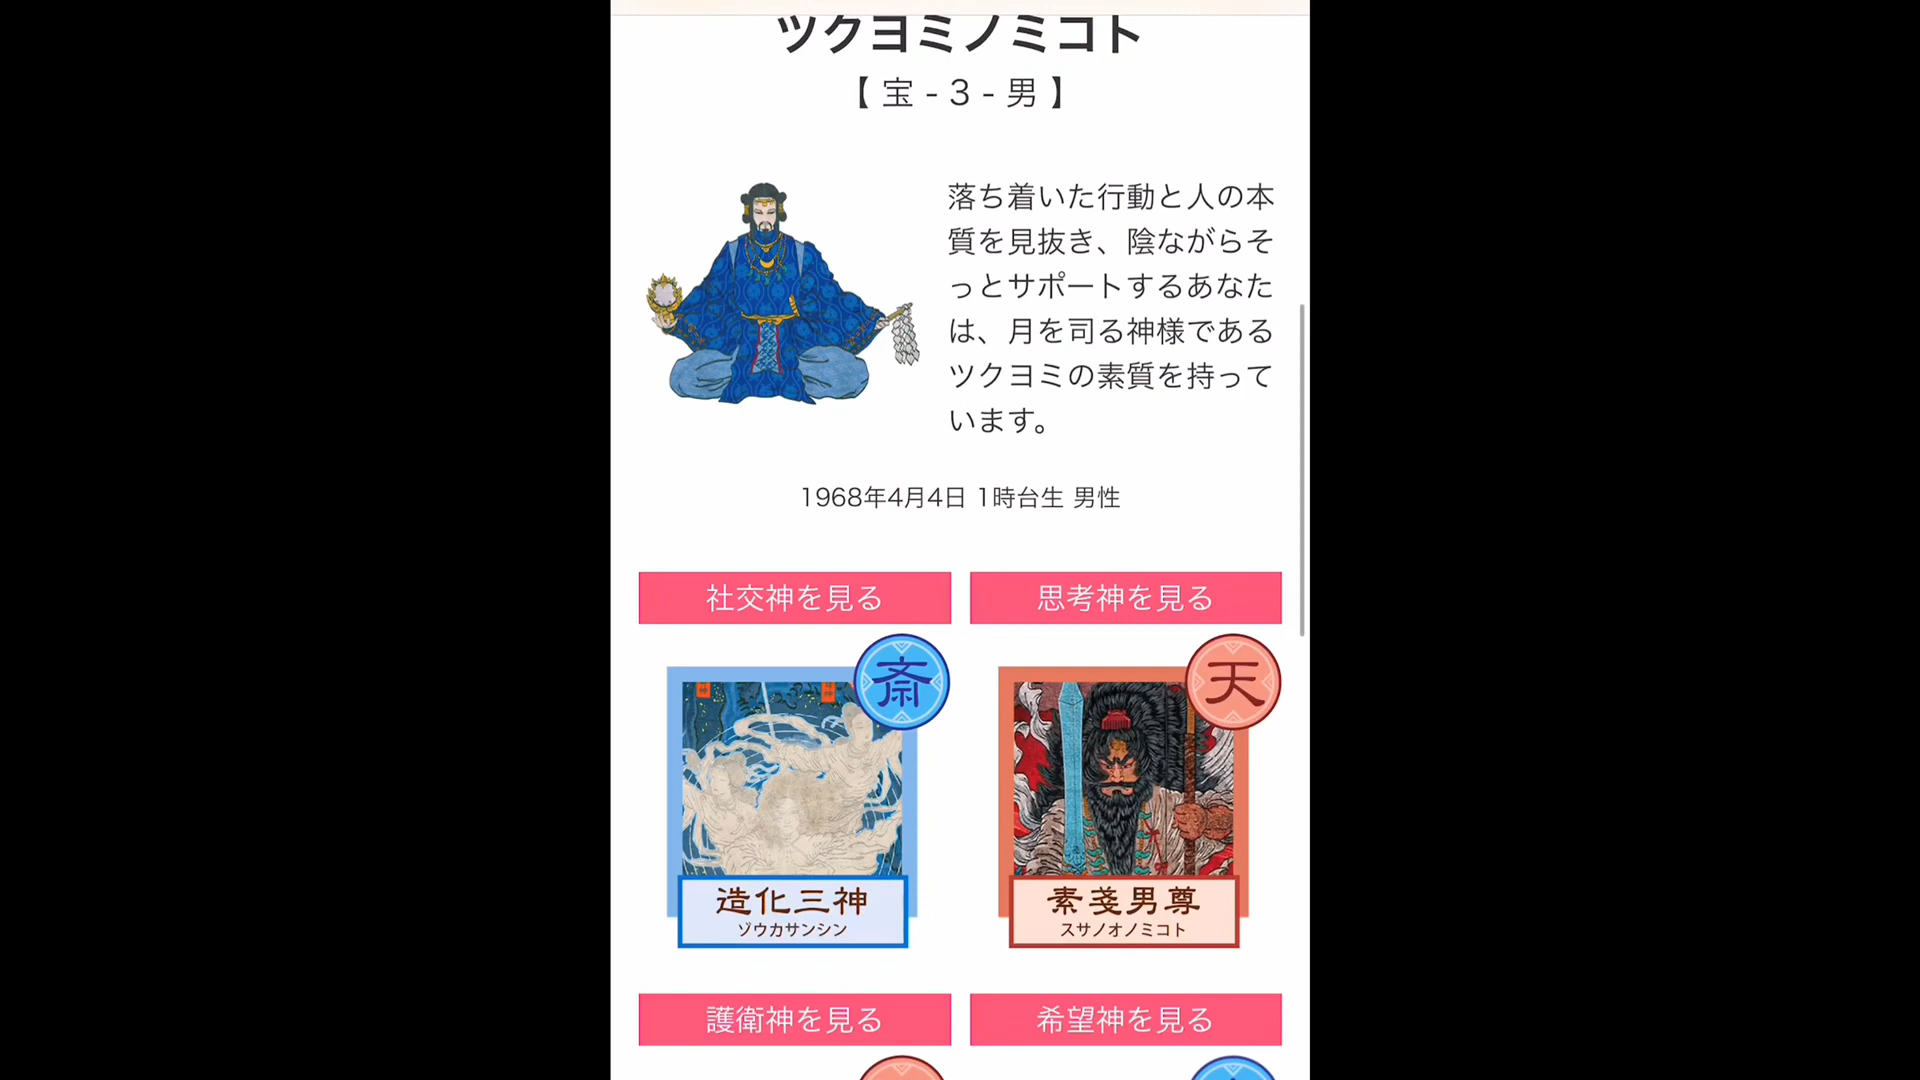 ツクヨミノミコト
【 宝 - 3 - 男 】
落ち着いた行動と人の本
質を見抜き、陰ながらそ
っとサポートするあなた
は、月を司る神様である
ツクヨミの素質を持って
います。
1968年4月4日 1時台生 男性
社交神を見る
思考神を見る
斎
天
造化三神
ゾウカサンシン
素戔男尊
スサノオノミコト
護衛神を見る
希望神を見る